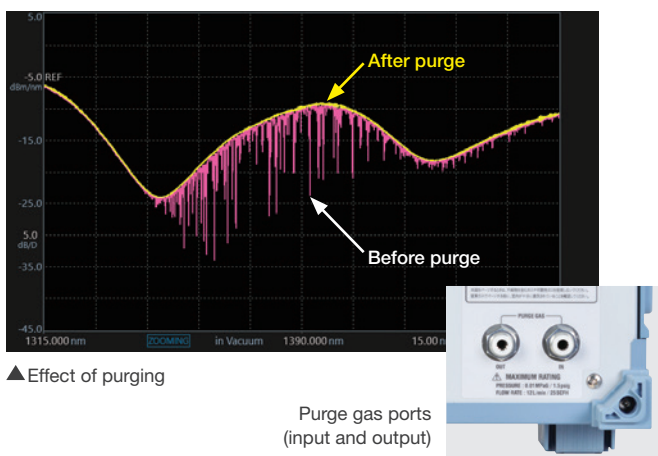 5.0
After purge
-5.0 REF
dBm/nm
-15.0
-25.0
5.0
dB/D
Before purge
-35.0
-45.0
1315.000 nm ZOOMING in Vacuum 1390.000 nm 15.00 n
PURGE GAS
OUT IN
⚠ MAXIMUM RATING
PRESSURE : 0.01MPaG / 1.5psig
FLOW RATE : 12L/min / 25SCFH
▲Effect of purging
Purge gas ports
(input and output)